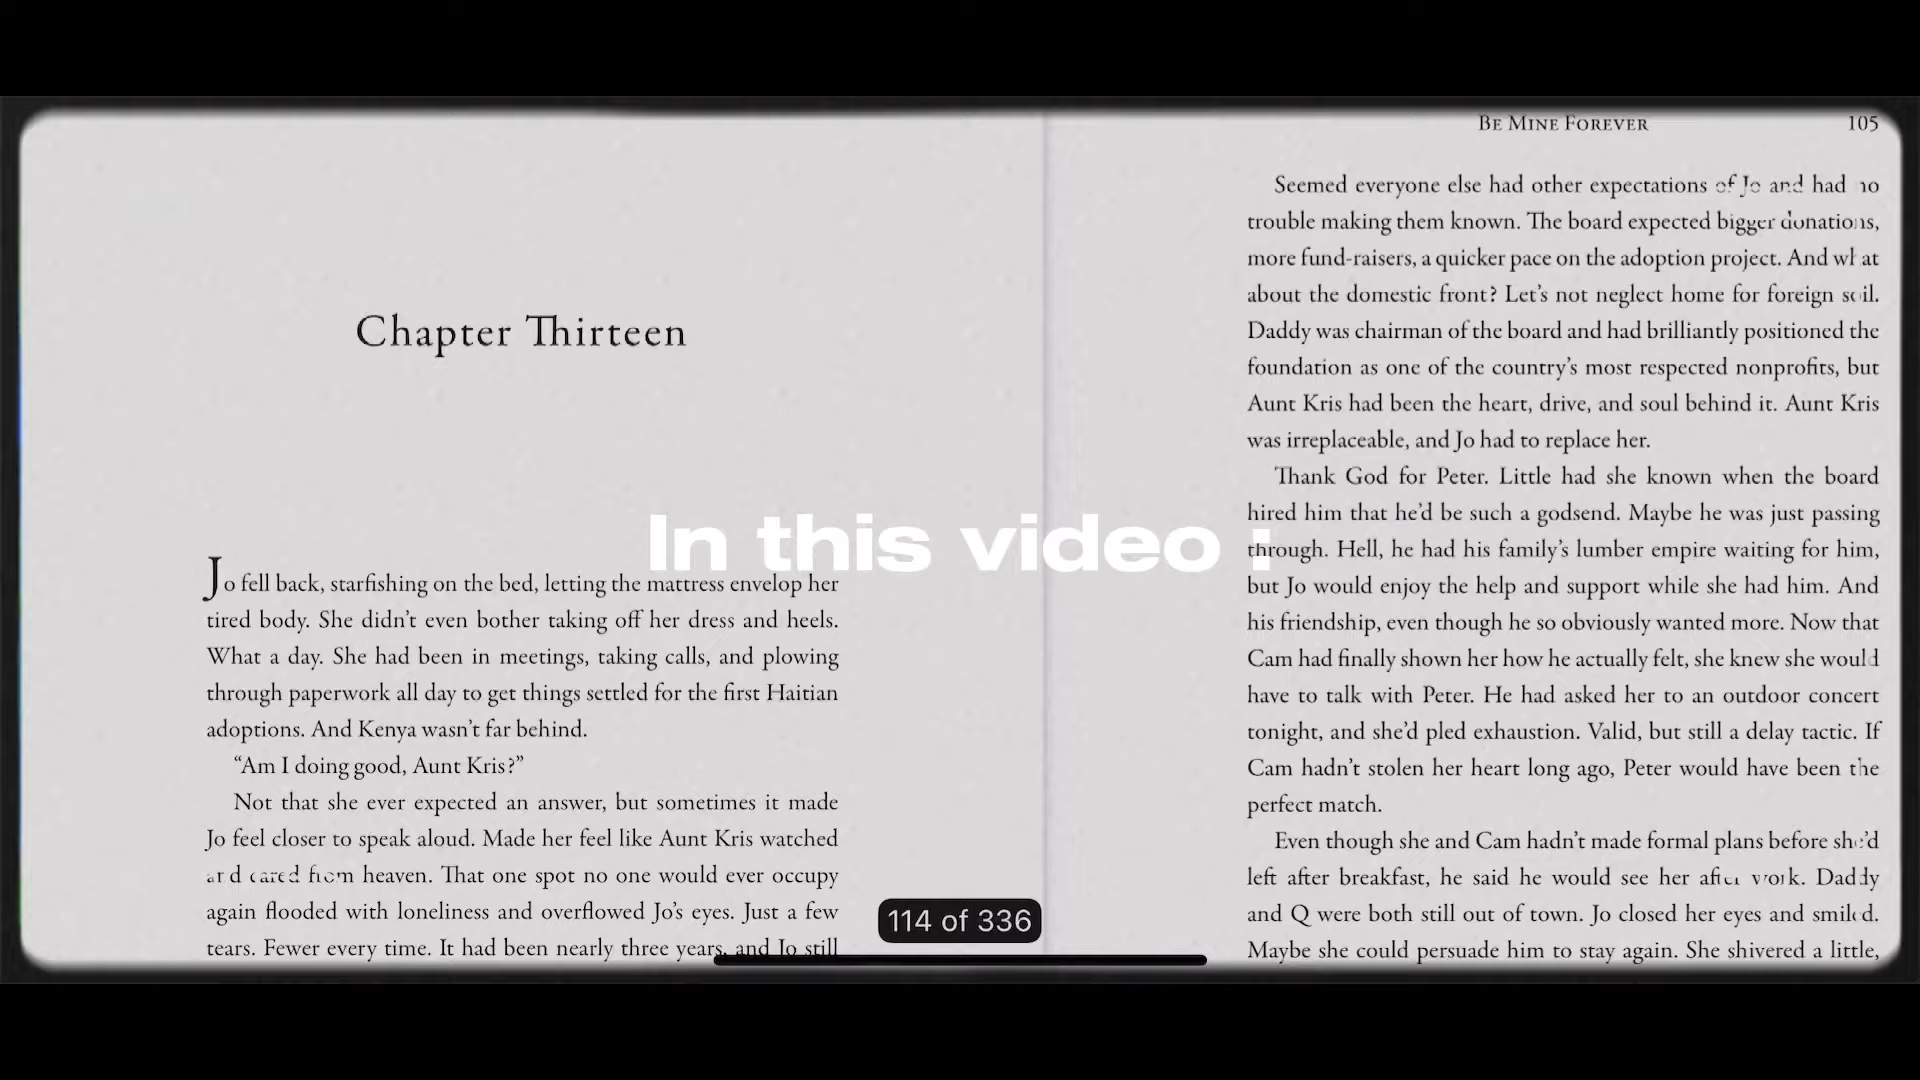 Chapter Thirteen
Jo fell back, starfishing on the bed, letting the mattress envelop her
tired body. She didn't even bother taking off her dress and heels.
What a day. She had been in meetings, taking calls, and plowing
through paperwork all day to get things settled for the first Haitian
adoptions. And Kenya wasn't far behind.
“Am I doing good, Aunt Kris?”
Not that she ever expected an answer, but sometimes it made
Jo feel closer to speak aloud. Made her feel like Aunt Kris watched
and cared from heaven. That one spot no one would ever occupy
again flooded with loneliness and overflowed Jo's eyes. Just a few
tears. Fewer every time. It had been nearly three years, and Jo still
BE MINE FOREVER 105
Seemed everyone else had other expectations of Jo and had no
trouble making them known. The board expected bigger donations,
more fund-raisers, a quicker pace on the adoption project. And what
about the domestic front? Let's not neglect home for foreign soil.
Daddy was chairman of the board and had brilliantly positioned the
foundation as one of the country's most respected nonprofits, but
Aunt Kris had been the heart, drive, and soul behind it. Aunt Kris
was irreplaceable, and Jo had to replace her.
Thank God for Peter. Little had she known when the board
hired him that he'd be such a godsend. Maybe he was just passing
through. Hell, he had his family's lumber empire waiting for him,
but Jo would enjoy the help and support while she had him. And
his friendship, even though he so obviously wanted more. Now that
Cam had finally shown her how he actually felt, she knew she would
have to talk with Peter. He had asked her to an outdoor concert
tonight, and she'd pled exhaustion. Valid, but still a delay tactic. If
Cam hadn't stolen her heart long ago, Peter would have been the
perfect match.
Even though she and Cam hadn't made formal plans before she'd
left after breakfast, he said he would see her after work. Daddy
and Q were both still out of town. Jo closed her eyes and smiled.
Maybe she could persuade him to stay again. She shivered a little,
In this video :
114 of 336